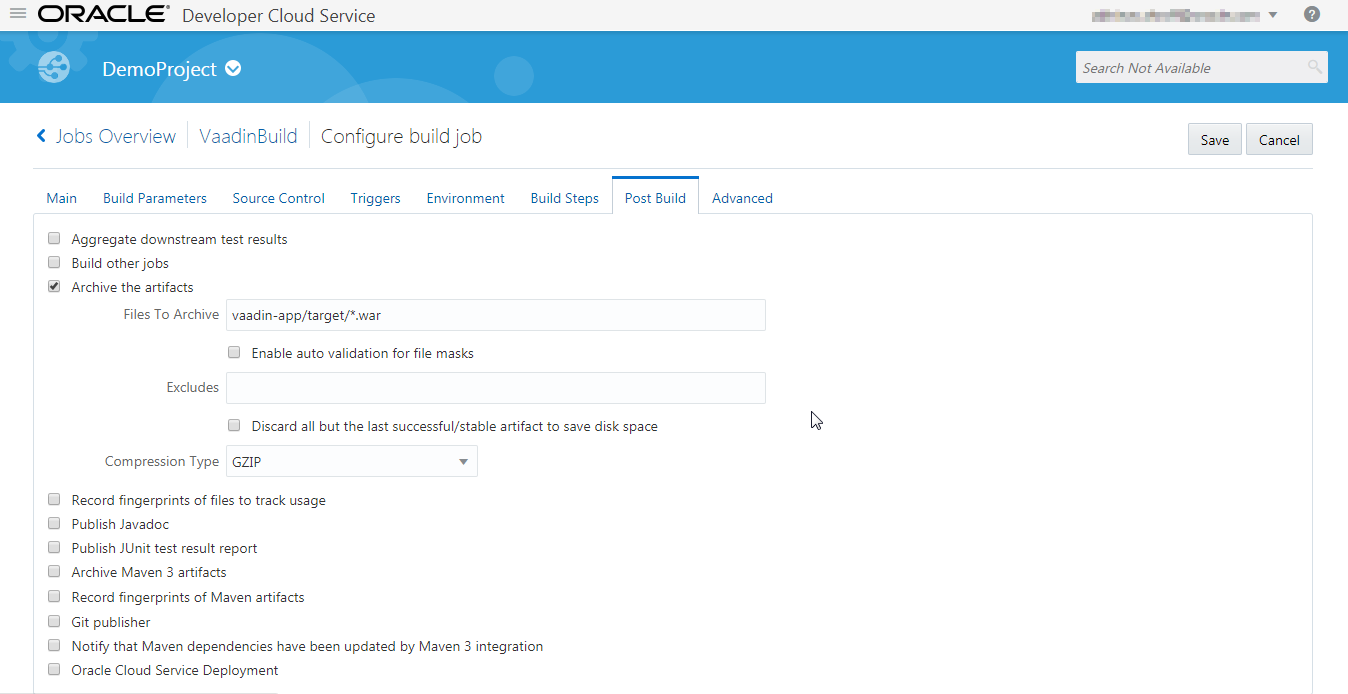 ORACLE® Developer Cloud Service
?
DemoProject
Search Not Available
Jobs Overview VaadinBuild Configure build job
Save Cancel
Main Build Parameters Source Control Triggers Environment Build Steps Post Build Advanced
Aggregate downstream test results
Build other jobs
Archive the artifacts
Files To Archive vaadin-app/target/*.war
Enable auto validation for file masks
Excludes
Discard all but the last successful/stable artifact to save disk space
Compression Type GZIP
Record fingerprints of files to track usage
Publish Javadoc
Publish JUnit test result report
Archive Maven 3 artifacts
Record fingerprints of Maven artifacts
Git publisher
Notify that Maven dependencies have been updated by Maven 3 integration
Oracle Cloud Service Deployment